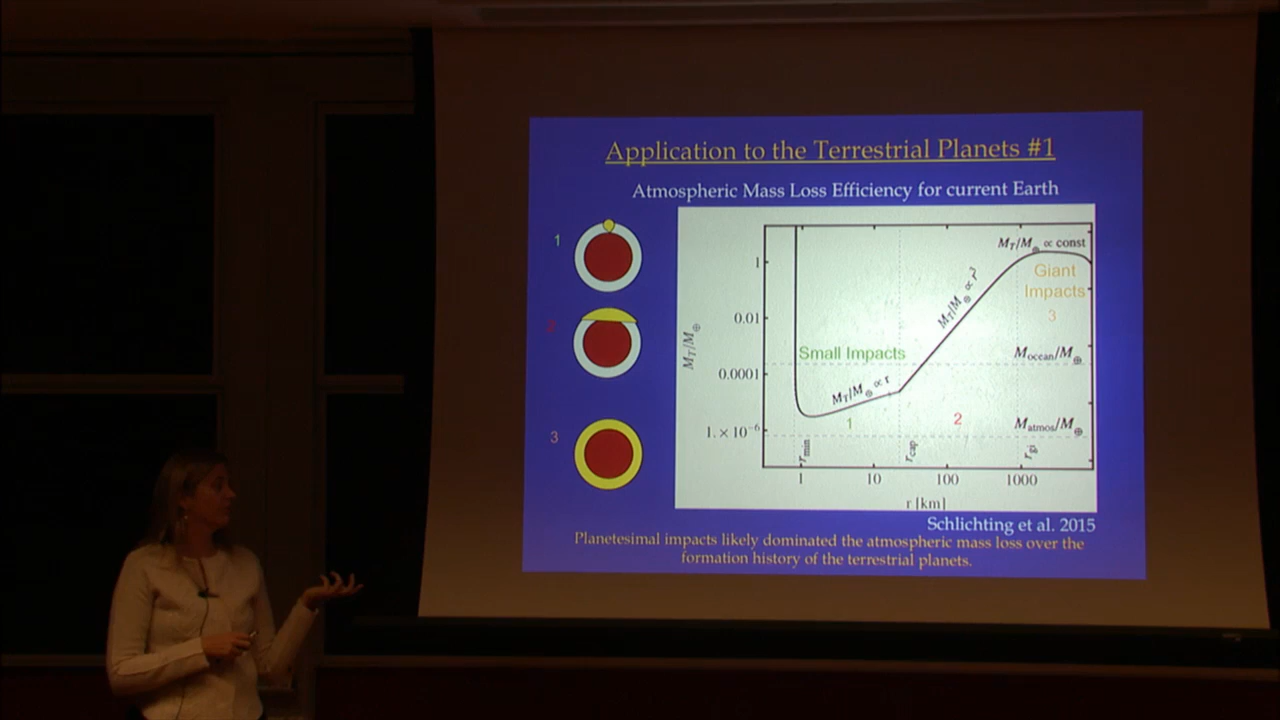 Application to the Terrestrial Planets #1
Atmospheric Mass Loss Efficiency for current Earth
1
2
3
M_T/M_⊕
1
0.01
0.0001
1. × 10^-6
M_T/M_⊕ ∝ const
Giant
Impacts
3
M_T/M_⊕ ∝ r^2
Small Impacts
M_ocean/M_⊕
M_T/M_⊕ ∝ r
1
2
M_atmos/M_⊕
r_min
r_cap
r_gi
1
10
100
1000
r [km]
Schlichting et al. 2015
Planetesimal impacts likely dominated the atmospheric mass loss over the
formation history of the terrestrial planets.